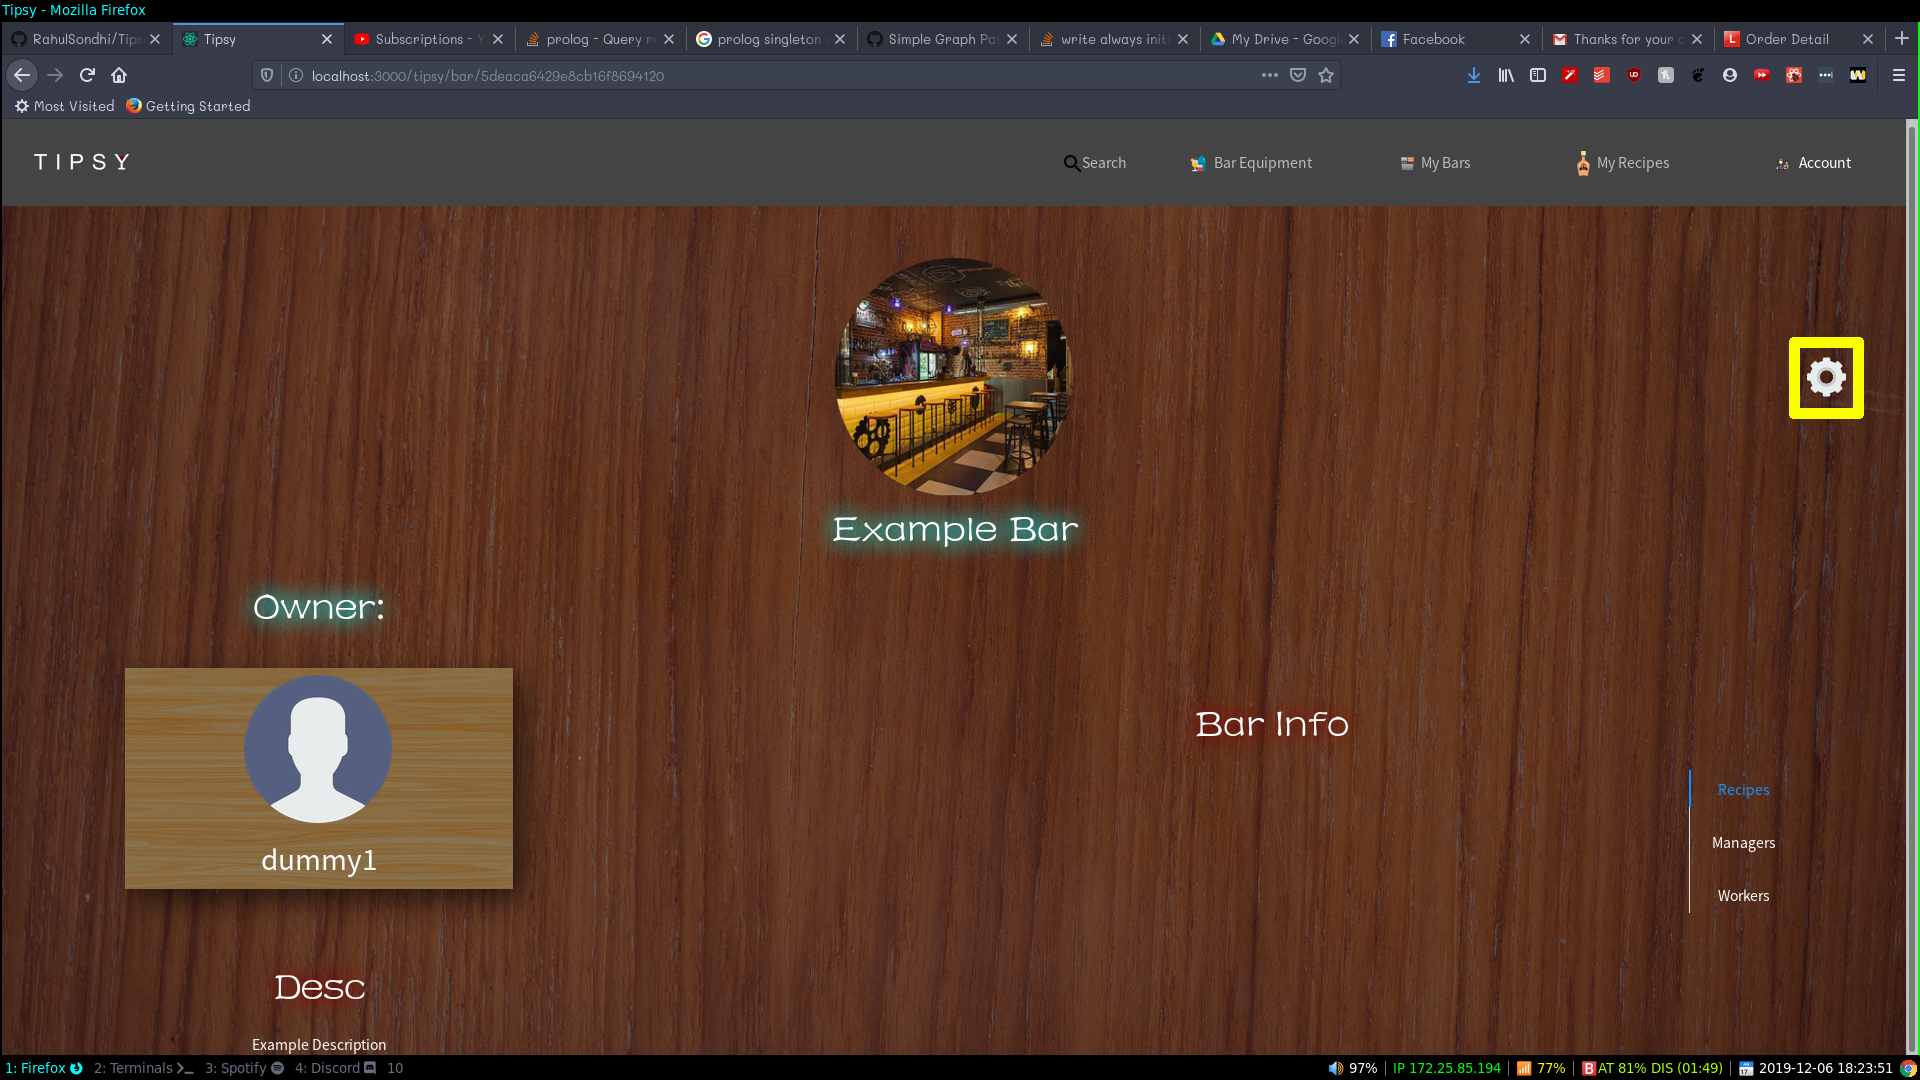 Tipsy - Mozilla Firefox
RahulSondhi/Tips
Tipsy
Subscriptions - Y
prolog - Query re
prolog singleton
Simple Graph Pat
write always init
My Drive - Googl
Facebook
Thanks for your
Order Detail
localhost:3000/tipsy/bar/5deaca6429e8cb16f8694120
Most Visited
Getting Started
TIPSY
Search
Bar Equipment
My Bars
My Recipes
Account
Example Bar
Owner:
Bar Info
dummy1
Recipes
Managers
Workers
Desc
Example Description
1: Firefox
2: Terminals
3: Spotify
4: Discord
10
97% | IP 172.25.85.194 | 77% | BAT 81% DIS (01:49) | 2019-12-06 18:23:51